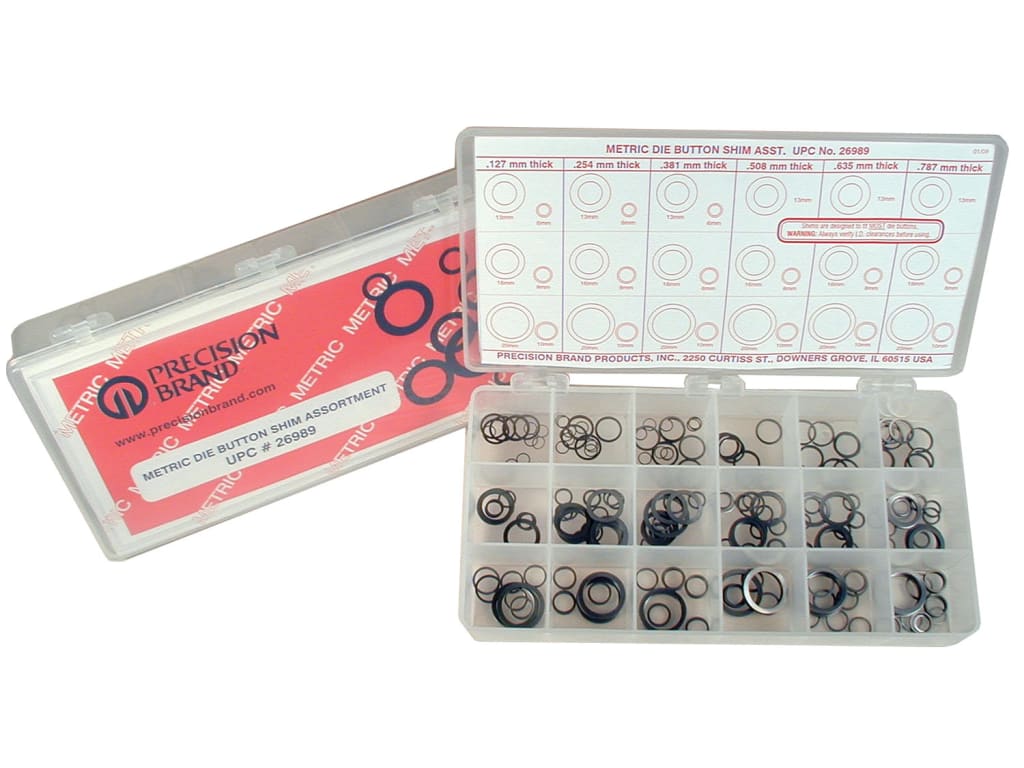 METRIC DIE BUTTON SHIM ASST. UPC No. 26989
01/09
.127 mm thick .254 mm thick .381 mm thick .508 mm thick .635 mm thick .787 mm thick
13mm 6mm 13mm 6mm 13mm 6mm 13mm 13mm 13mm
Shims are designed to fit MOST die buttons.
WARNING: Always verify I.D. clearances before using.
16mm 8mm 16mm 8mm 16mm 8mm 16mm 8mm 16mm 8mm 16mm 8mm
20mm 10mm 20mm 10mm 20mm 10mm 20mm 10mm 20mm 10mm 20mm 10mm
PRECISION BRAND PRODUCTS, INC., 2250 CURTISS ST., DOWNERS GROVE, IL 60515 USA
PRECISION
BRAND
www.precisionbrand.com
METRIC DIE BUTTON SHIM ASSORTMENT
UPC # 26989
METRIC
METRIC
METRIC
METRIC
METRIC